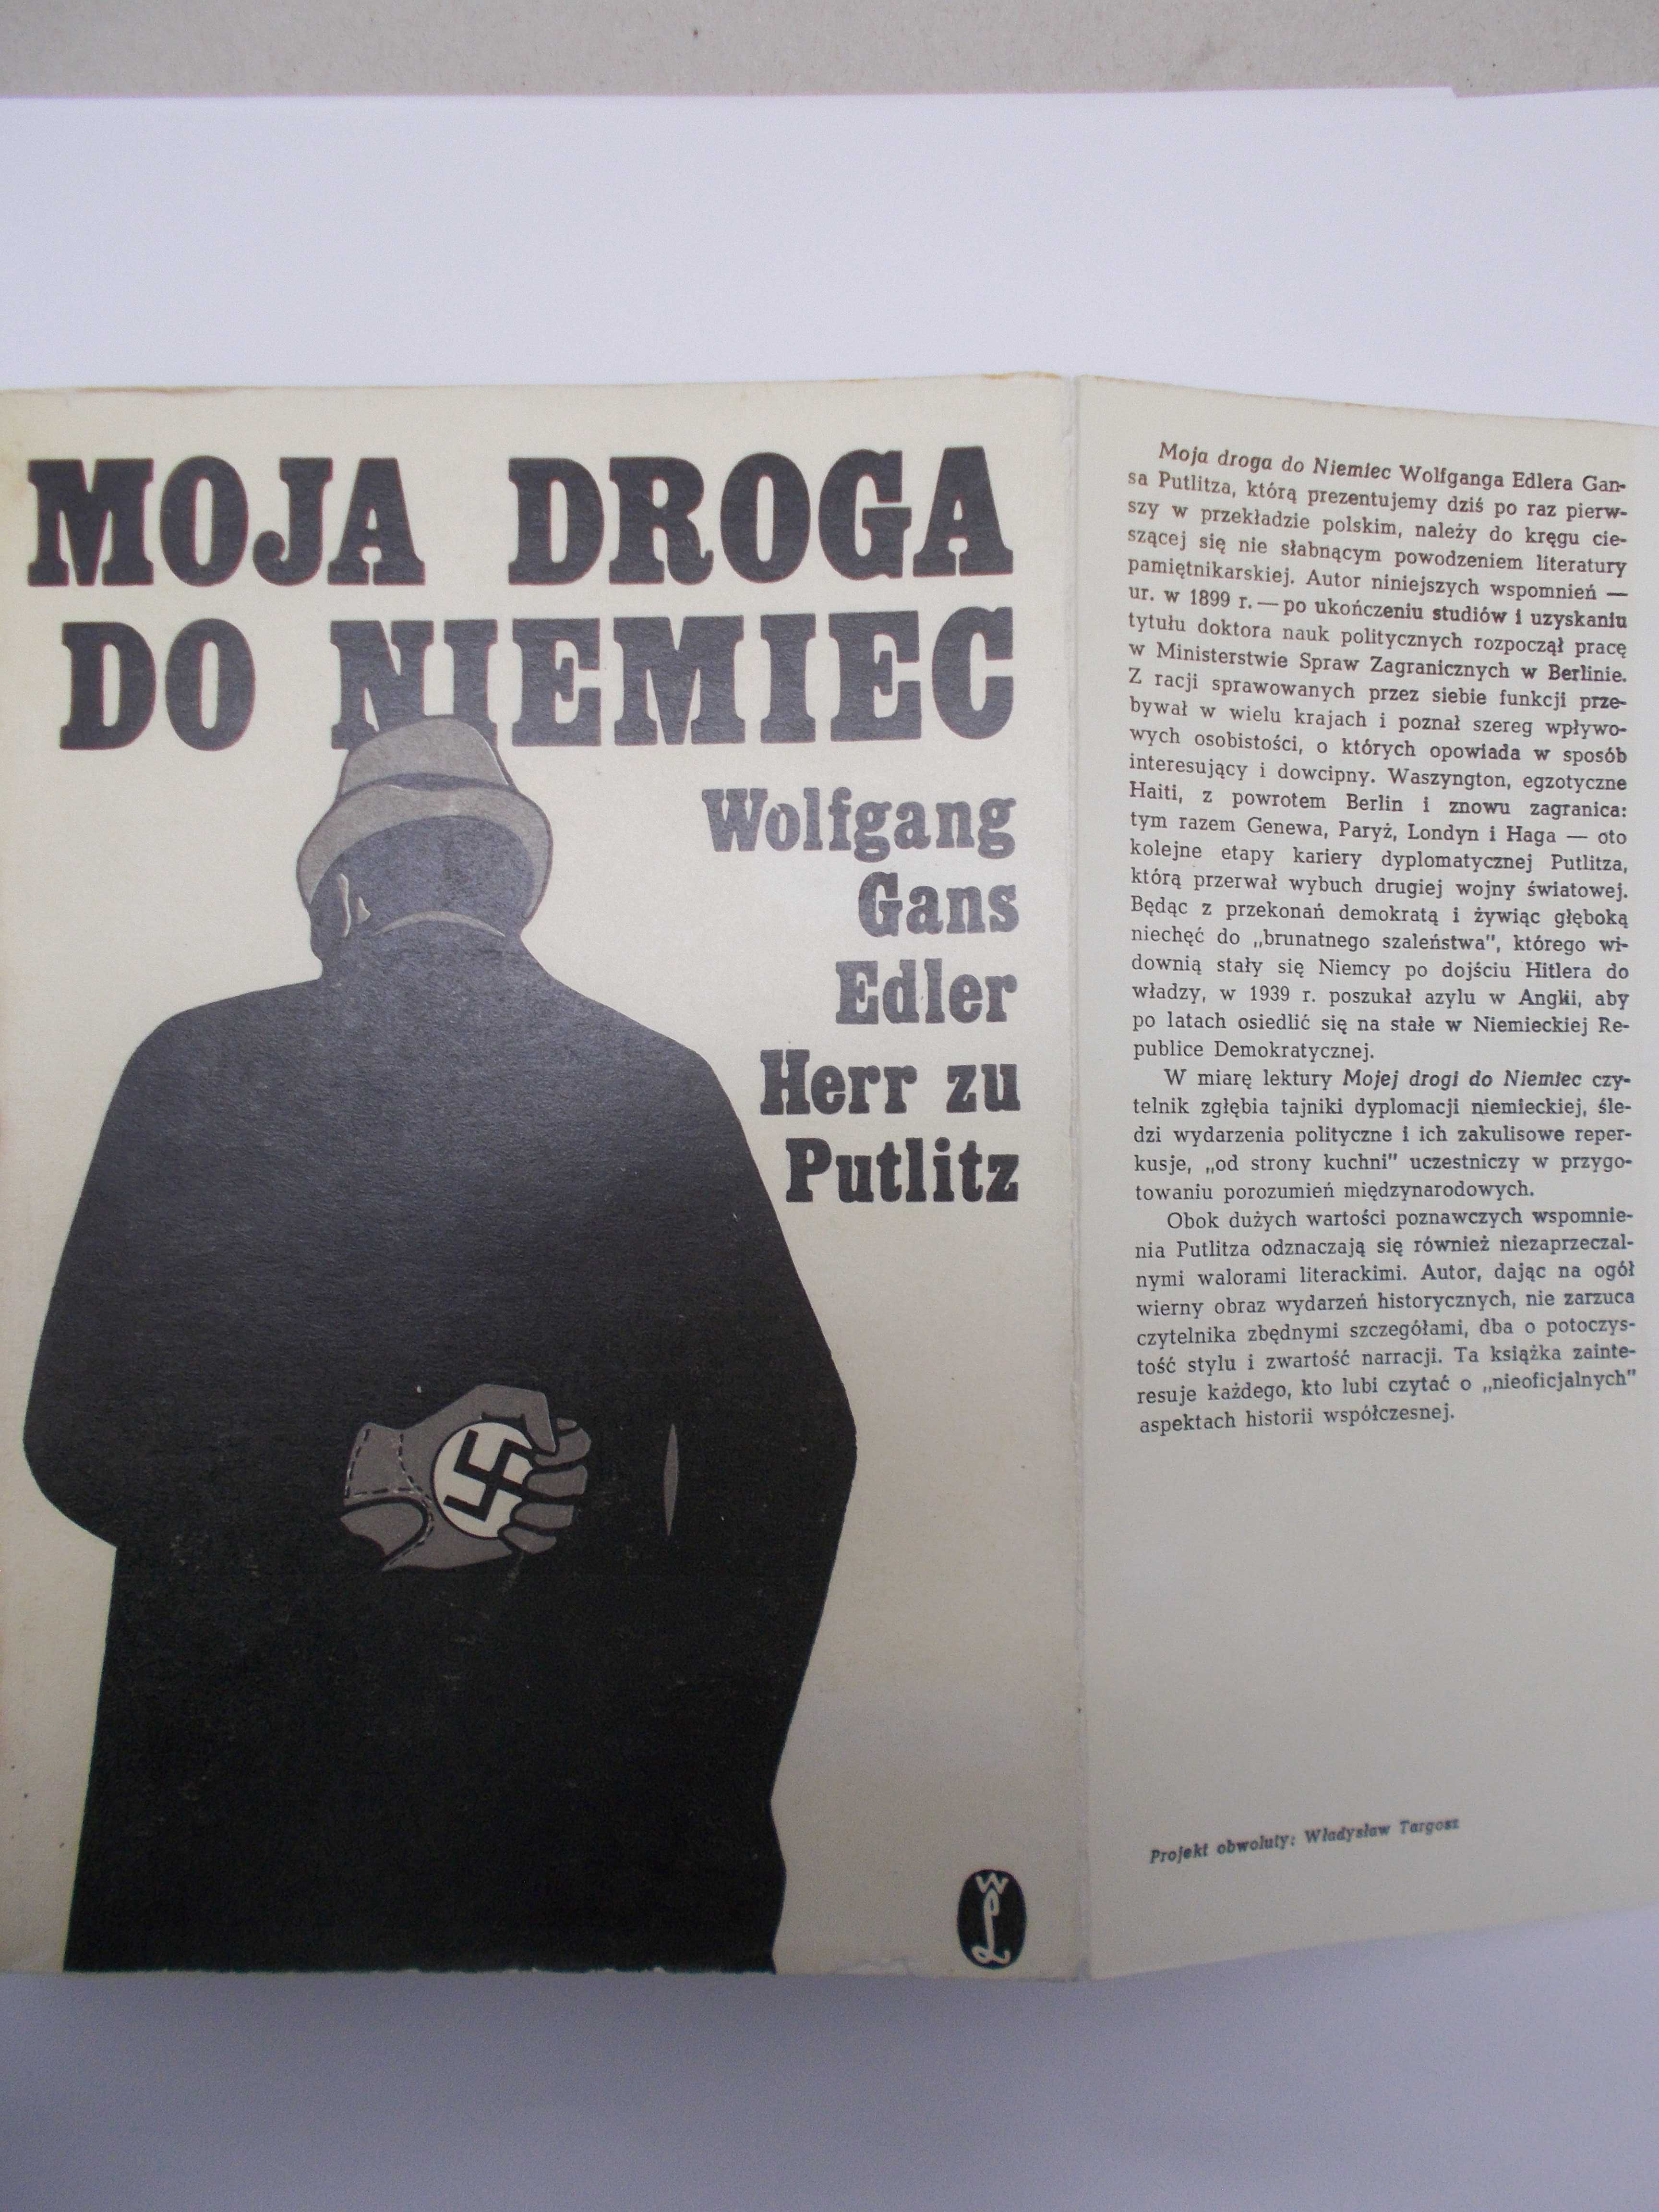 MOJA DROGA
DO NIEMIEC
Wolfgang
Gans
Edler
Herr zu
Putlitz
WL
Moja droga do Niemiec Wolfganga Edlera Gan-
sa Putlitza, którą prezentujemy dziś po raz pierw-
szy w przekładzie polskim, należy do kręgu cie-
szącej się nie słabnącym powodzeniem literatury
pamiętnikarskiej. Autor niniejszych wspomnień —
ur. w 1899 r. — po ukończeniu studiów i uzyskaniu
tytułu doktora nauk politycznych rozpoczął pracę
w Ministerstwie Spraw Zagranicznych w Berlinie.
Z racji sprawowanych przez siebie funkcji prze-
bywał w wielu krajach i poznał szereg wpływo-
wych osobistości, o których opowiada w sposób
interesujący i dowcipny. Waszyngton, egzotyczne
Haiti, z powrotem Berlin i znowu zagranica:
tym razem Genewa, Paryż, Londyn i Haga — oto
kolejne etapy kariery dyplomatycznej Putlitza,
którą przerwał wybuch drugiej wojny światowej.
Będąc z przekonań demokratą i żywiąc głęboką
niechęć do „brunatnego szaleństwa", którego wi-
downią stały się Niemcy po dojściu Hitlera do
władzy, w 1939 r. poszukał azylu w Anglii, aby
po latach osiedlić się na stałe w Niemieckiej Re-
publice Demokratycznej.
W miarę lektury Mojej drogi do Niemiec czy-
telnik zgłębia tajniki dyplomacji niemieckiej, śle-
dzi wydarzenia polityczne i ich zakulisowe reper-
kusje, „od strony kuchni" uczestniczy w przygo-
towaniu porozumień międzynarodowych.
Obok dużych wartości poznawczych wspomnie-
nia Putlitza odznaczają się również niezaprzeczal-
nymi walorami literackimi. Autor, dając na ogół
wierny obraz wydarzeń historycznych, nie zarzuca
czytelnika zbędnymi szczegółami, dba o potoczys-
tość stylu i zwartość narracji. Ta książka zainte-
resuje każdego, kto lubi czytać o „nieoficjalnych"
aspektach historii współczesnej.
Projekt obwoluty: Władysław Targosz